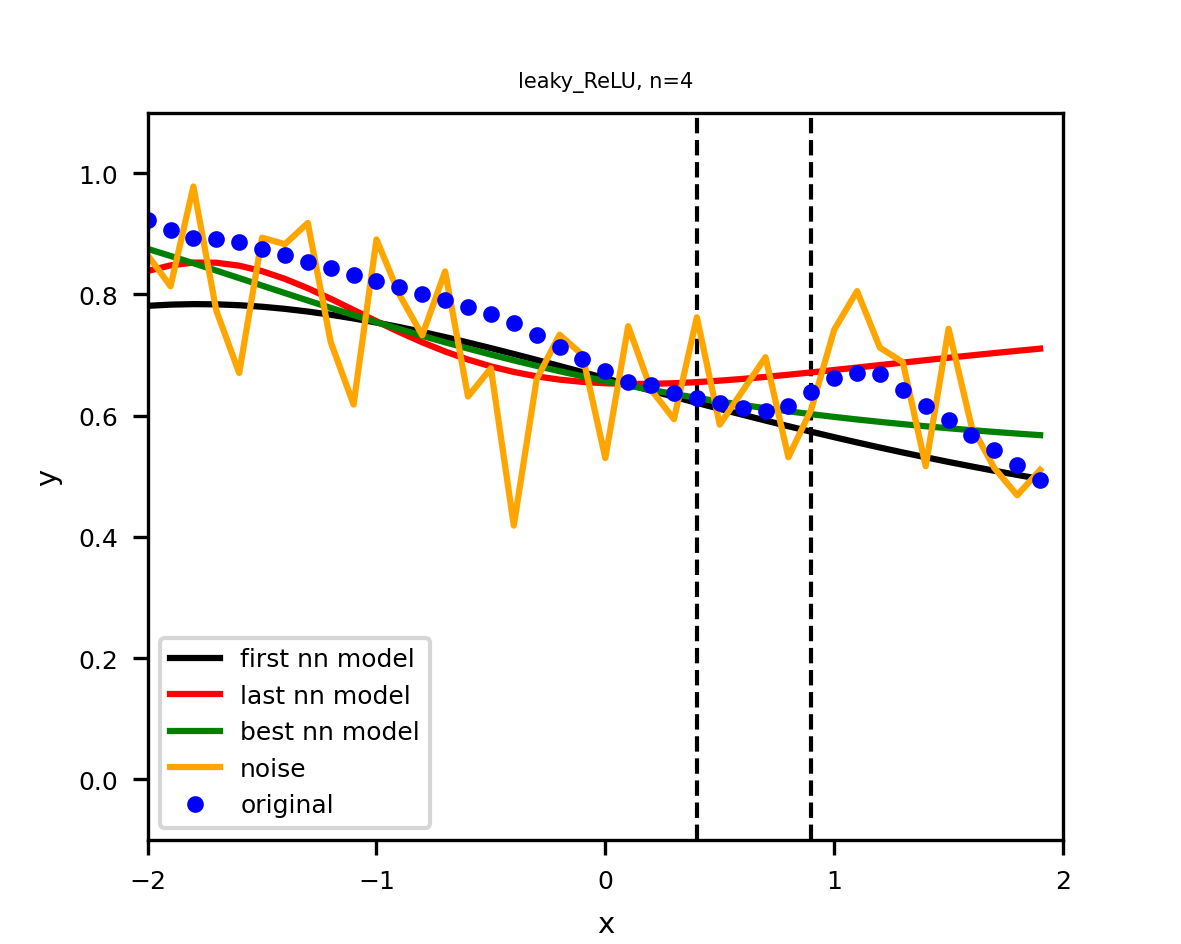 leaky_ReLU, n=4
1.0
0.8
0.6
0.4
0.2
0.0
y
first nn model
last nn model
best nn model
noise
original
−2
−1
0
1
2
x